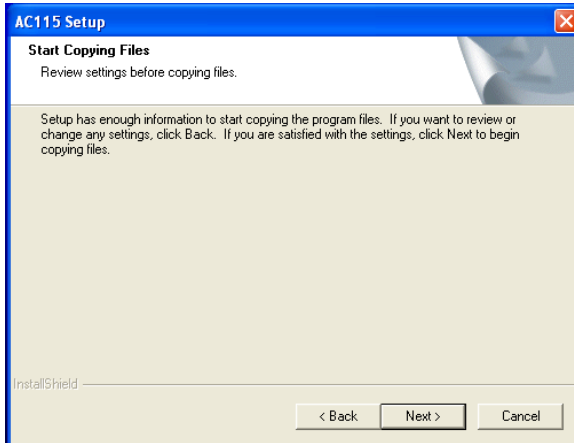 AC115 Setup
Start Copying Files
Review settings before copying files.
Setup has enough information to start copying the program files.  If you want to review or
change any settings, click Back.  If you are satisfied with the settings, click Next to begin
copying files.
InstallShield
< Back
Next >
Cancel